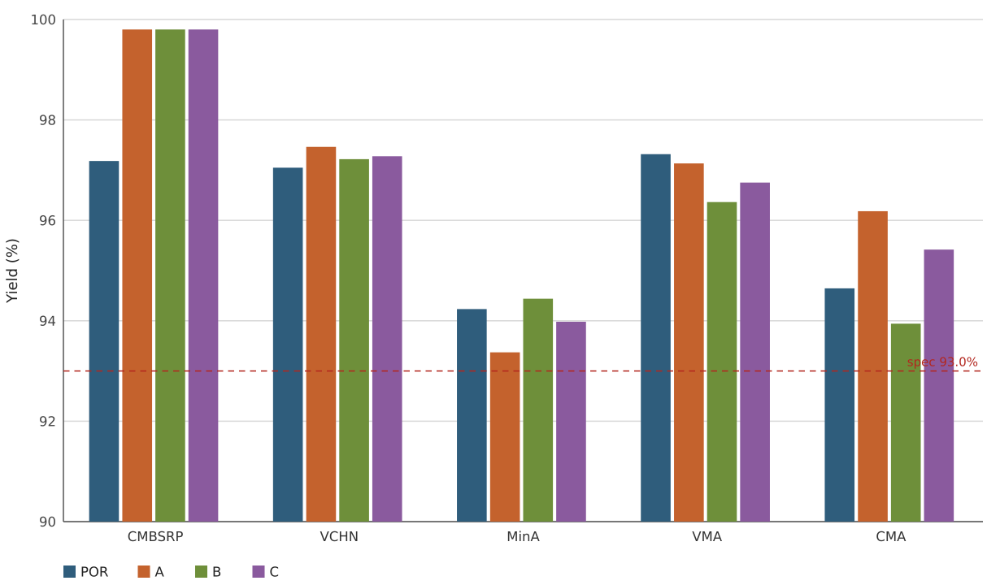 100
98
96
94
92
90
Yield (%)
spec 93.0%
CMBSRP VCHN MinA VMA CMA
POR A B C